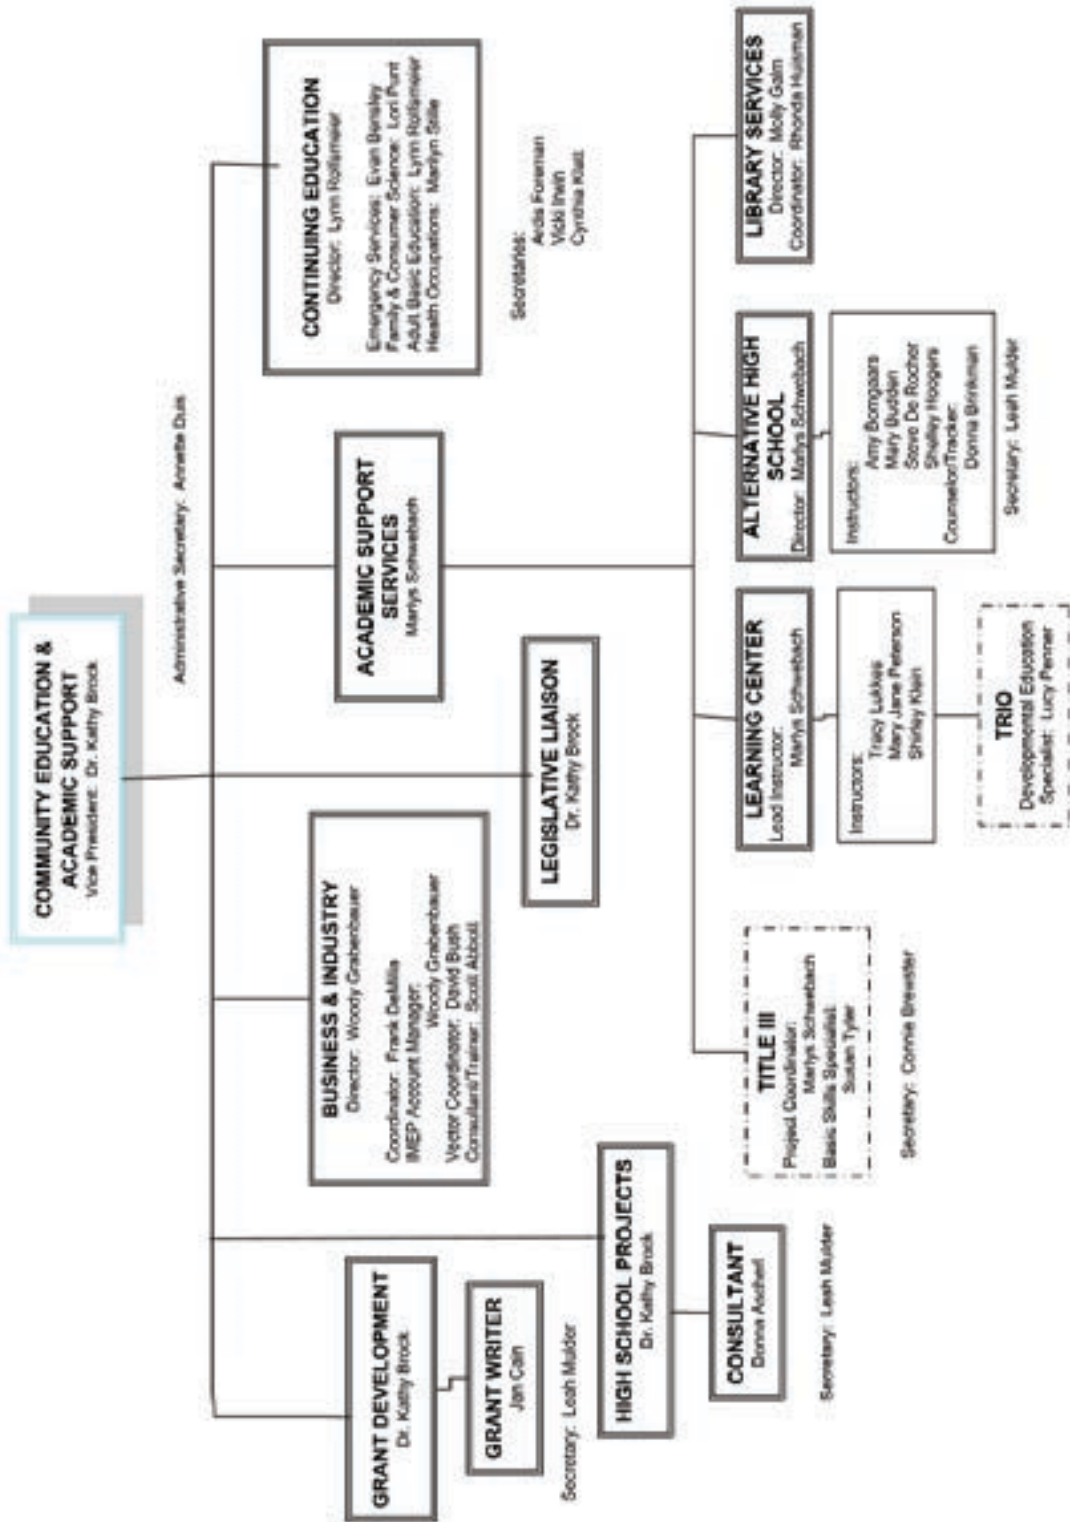 COMMUNITY EDUCATION &
ACADEMIC SUPPORT
Vice President: Dr. Kathy Brock
Administrative Secretary: Annette Duis
GRANT DEVELOPMENT
Dr. Kathy Brock
GRANT WRITER
Jan Cain
Secretary: Leah Mulder
HIGH SCHOOL PROJECTS
Dr. Kathy Brock
CONSULTANT
Donna Ascherl
Secretary: Leah Mulder
BUSINESS & INDUSTRY
Director: Woody Grabenbauer
Coordinator: Frank DeMilia
IMEP Account Manager:
Woody Grabenbauer
Vector Coordinator: David Bush
Consultant/Trainer: Scott Abbott
LEGISLATIVE LIAISON
Dr. Kathy Brock
ACADEMIC SUPPORT
SERVICES
Marlys Schwebach
CONTINUING EDUCATION
Director: Lynn Rolfsmeier
Emergency Services: Evan Bensley
Family & Consumer Science: Lori Punt
Adult Basic Education: Lynn Rolfsmeier
Health Occupations: Marilyn Stille
Secretaries:
Ardis Foreman
Vicki Irwin
Cynthia Klatt
TITLE III
Project Coordinator:
Marlys Schwebach
Basic Skills Specialist:
Susan Tyler
Secretary: Connie Brewster
LEARNING CENTER
Lead Instructor:
Marlys Schwebach
Instructors:
Tracy Lukkes
Mary Jane Peterson
Shirley Klein
TRIO
Developmental Education
Specialist: Lucy Penner
ALTERNATIVE HIGH
SCHOOL
Director: Marlys Schwebach
Instructors:
Amy Bomgaars
Mary Budden
Steve De Rocher
Shelley Hoogers
Counselor/Tracker:
Donna Brinkman
Secretary: Leah Mulder
LIBRARY SERVICES
Director: Molly Galm
Coordinator: Rhonda Huisman